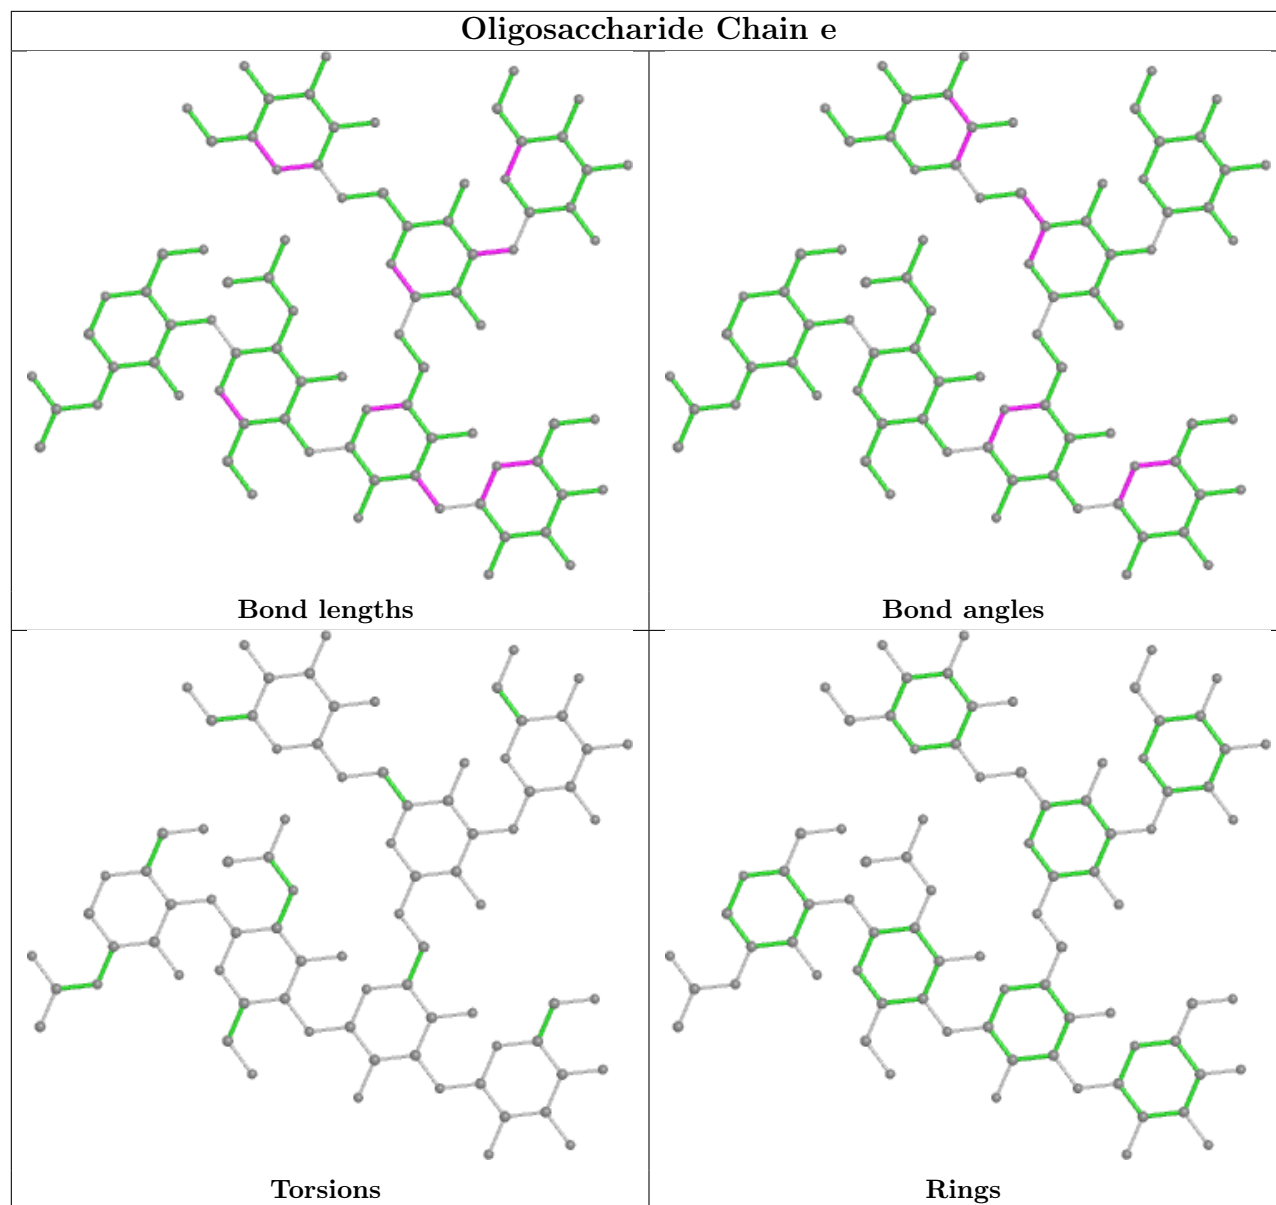 Oligosaccharide Chain e
Bond lengths
Bond angles
Torsions
Rings